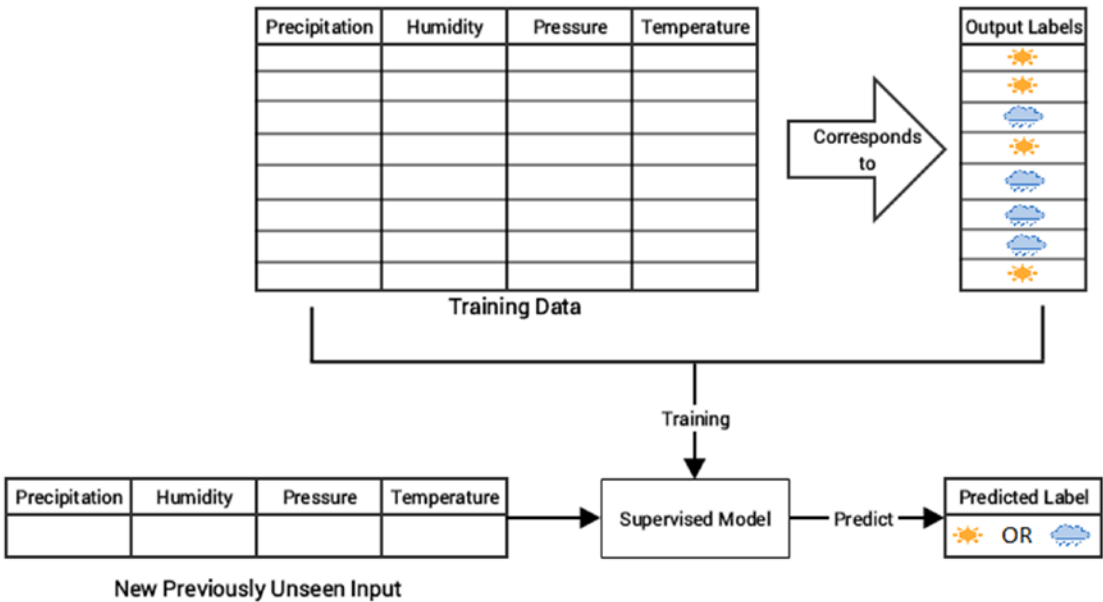 Precipitation Humidity Pressure Temperature
Output Labels
Corresponds
to
Training Data
Training
Precipitation Humidity Pressure Temperature
Supervised Model
Predict
Predicted Label
OR
New Previously Unseen Input